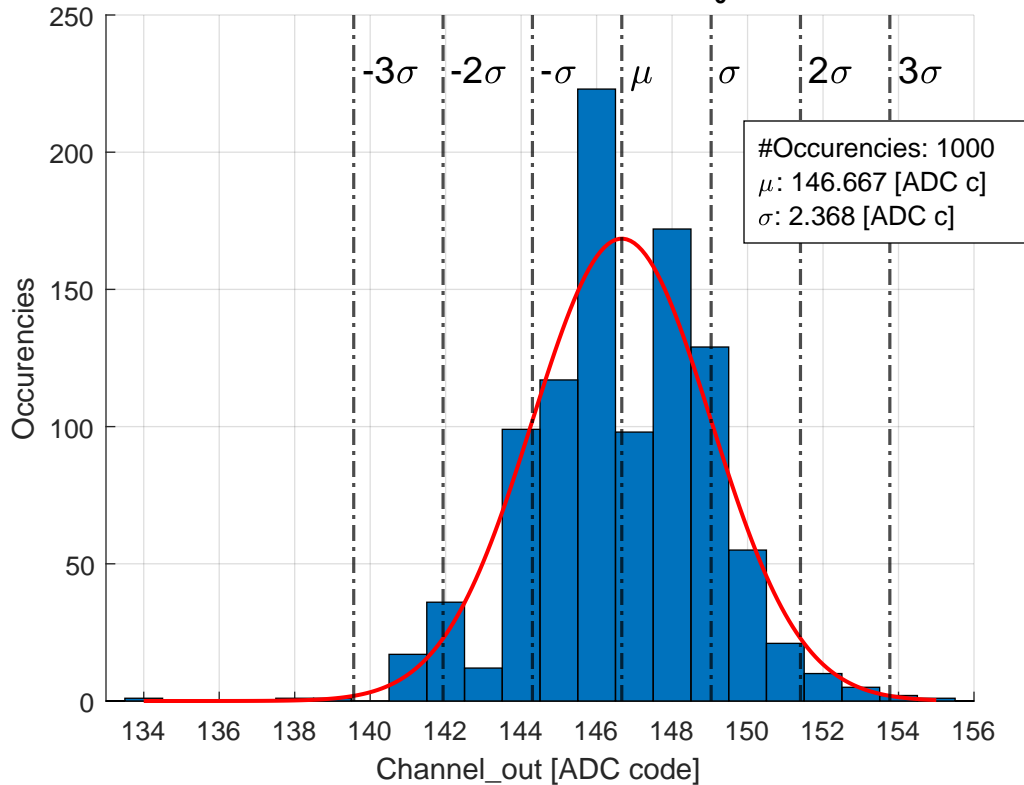 250
200
150
100
50
0
-3σ
-2σ
-σ
μ
σ
2σ
3σ
#Occurencies: 1000
μ: 146.667 [ADC c]
σ: 2.368 [ADC c]
Occurencies
134 136 138 140 142 144 146 148 150 152 154 156
Channel_out [ADC code]